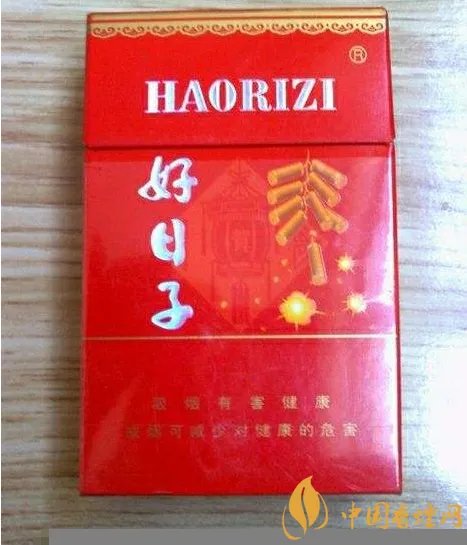 HAORIZI
®
好日子
吸烟有害健康
戒烟可减少对健康的危害
中国香烟网